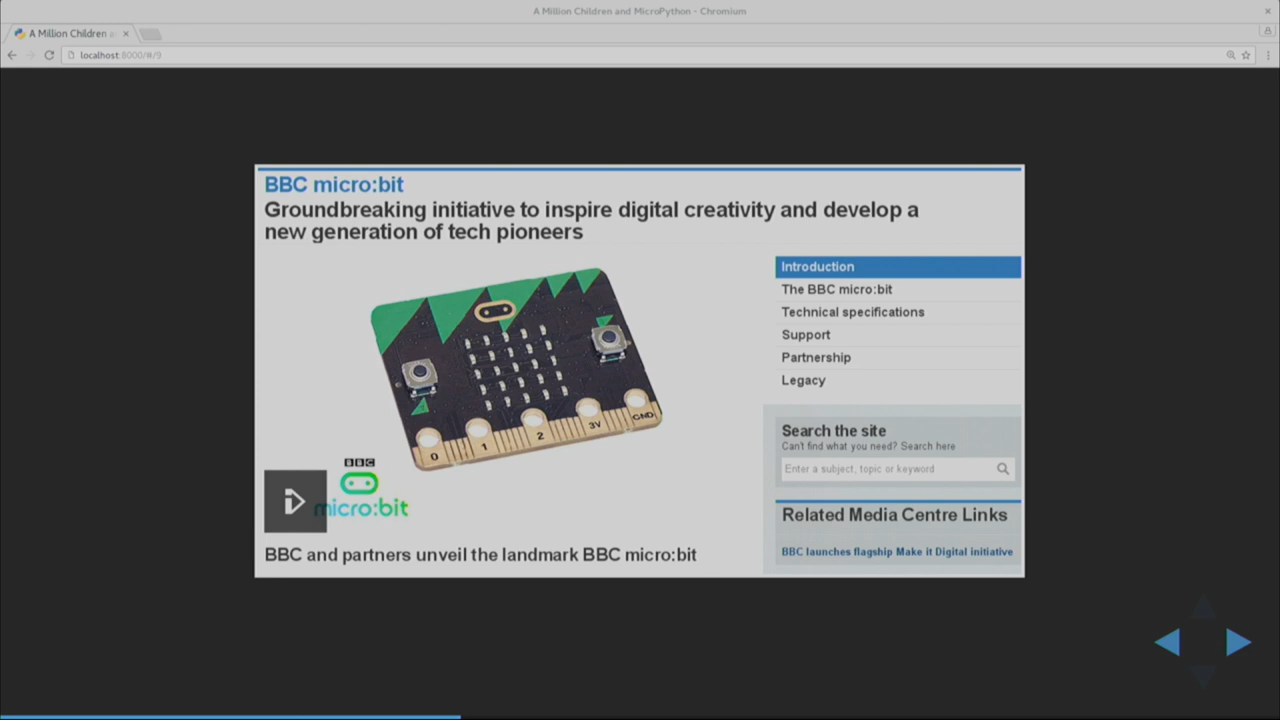 A Million Children and MicroPython - Chromium
A Million Children a
localhost:8000/#/9
BBC micro:bit
Groundbreaking initiative to inspire digital creativity and develop a
new generation of tech pioneers
Introduction
The BBC micro:bit
Technical specifications
Support
Partnership
Legacy
0
1
2
3V
GND
Search the site
Can't find what you need? Search here
Enter a subject, topic or keyword
BBC
micro:bit
Related Media Centre Links
BBC launches flagship Make it Digital initiative
BBC and partners unveil the landmark BBC micro:bit